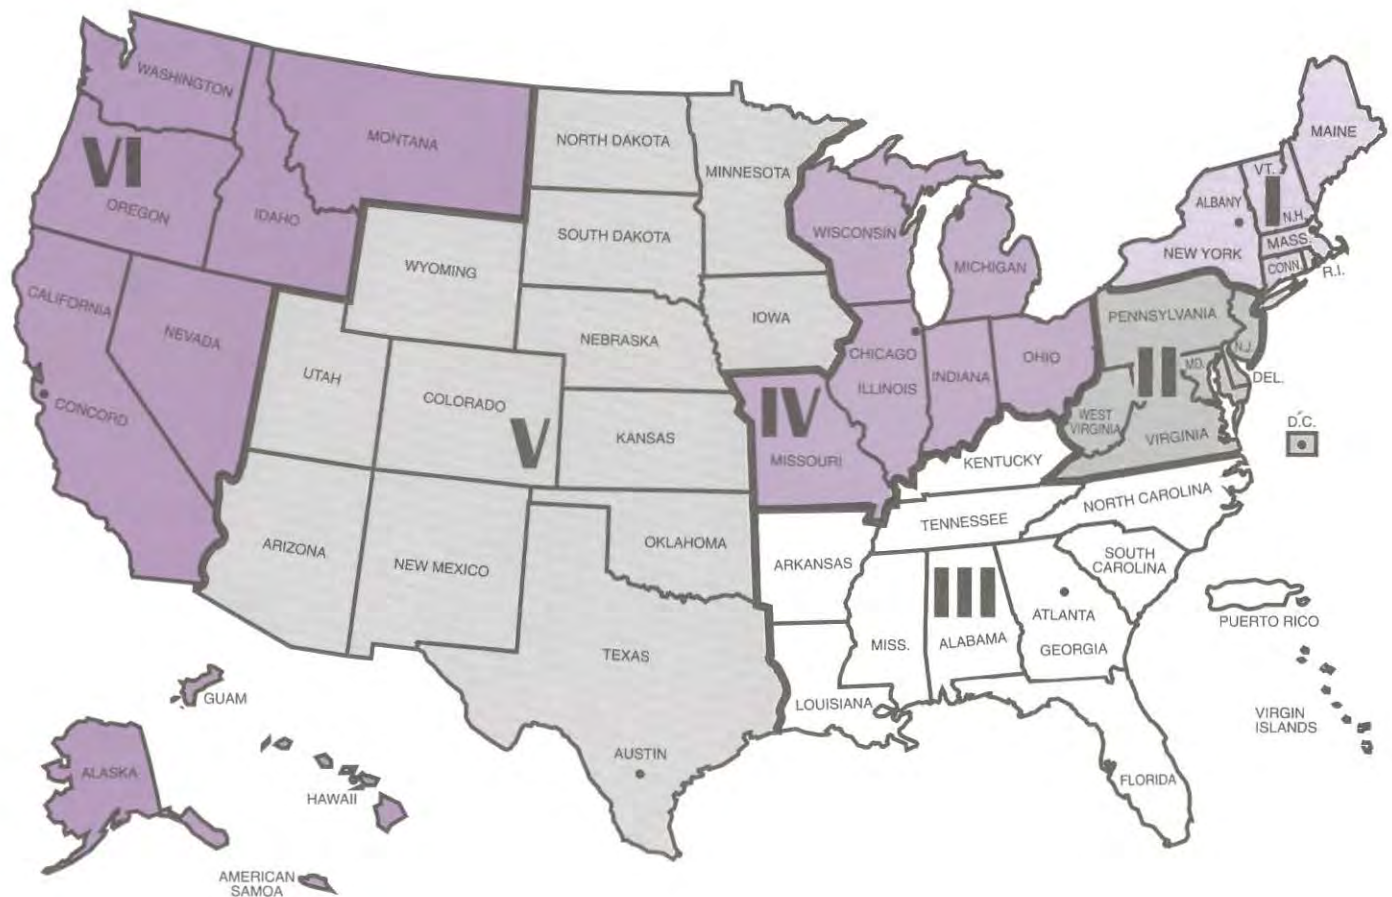 WASHINGTON
MONTANA
VI
OREGON
IDAHO
CALIFORNIA
NEVADA
CONCORD
NORTH DAKOTA
MINNESOTA
SOUTH DAKOTA
WYOMING
NEBRASKA
IOWA
UTAH
COLORADO
V
KANSAS
ARIZONA
NEW MEXICO
OKLAHOMA
TEXAS
AUSTIN
WISCONSIN
MICHIGAN
CHICAGO
ILLINOIS
INDIANA
OHIO
IV
MISSOURI
MAINE
VT.
I
N.H.
ALBANY
NEW YORK
MASS.
CONN.
R.I.
PENNSYLVANIA
N.J.
MD.
II
DEL.
WEST
VIRGINIA
VIRGINIA
D.C.
KENTUCKY
TENNESSEE
NORTH CAROLINA
ARKANSAS
SOUTH
CAROLINA
III
MISS.
ALABAMA
ATLANTA
GEORGIA
LOUISIANA
FLORIDA
PUERTO RICO
VIRGIN
ISLANDS
GUAM
ALASKA
HAWAII
AMERICAN
SAMOA